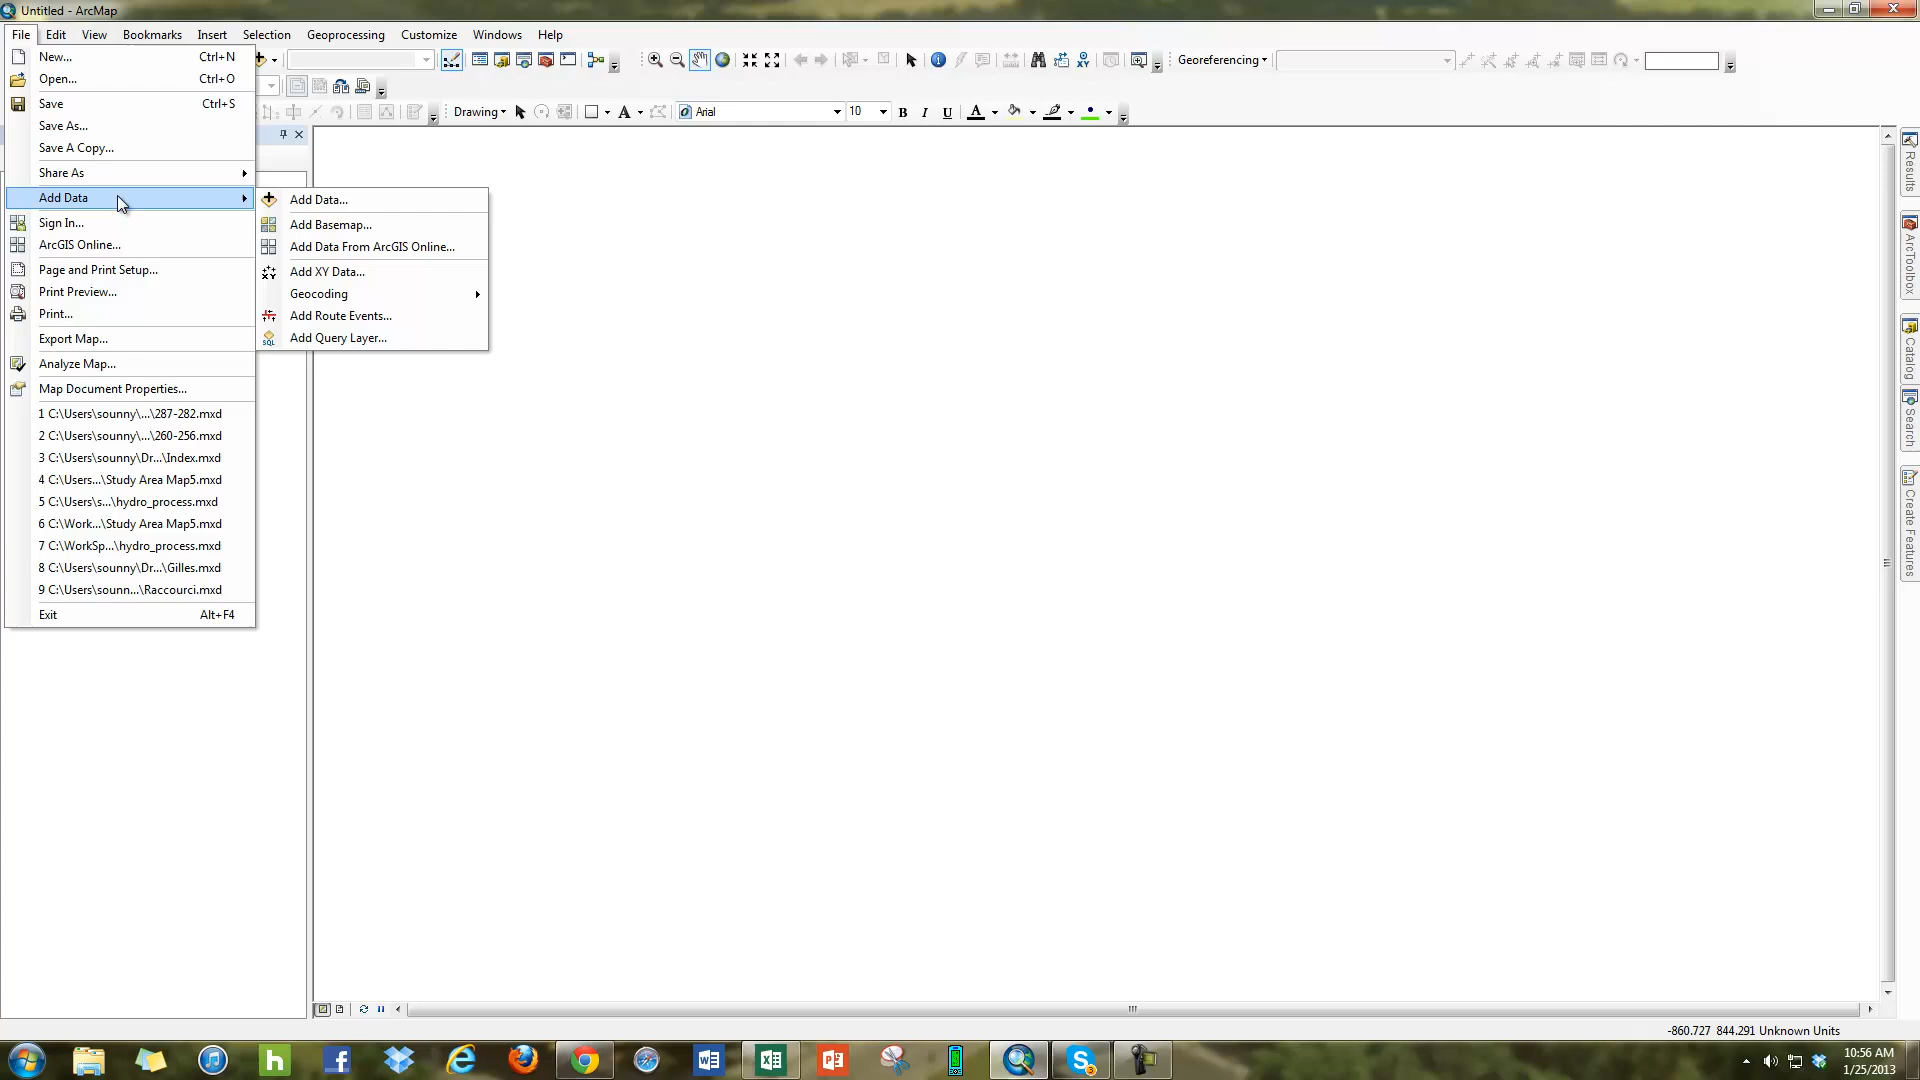 Untitled - ArcMap
File Edit View Bookmarks Insert Selection Geoprocessing Customize Windows Help
New... Ctrl+N
Open... Ctrl+O
Save Ctrl+S
Save As...
Save A Copy...
Share As
Add Data
Sign In...
ArcGIS Online...
Page and Print Setup...
Print Preview...
Print...
Export Map...
Analyze Map...
Map Document Properties...
1 C:\Users\sounny\...\287-282.mxd
2 C:\Users\sounny\...\260-256.mxd
3 C:\Users\sounny\Dr...\Index.mxd
4 C:\Users...\Study Area Map5.mxd
5 C:\Users\s...\hydro_process.mxd
6 C:\Work...\Study Area Map5.mxd
7 C:\WorkSp...\hydro_process.mxd
8 C:\Users\sounny\Dr...\Gilles.mxd
9 C:\Users\sounn...\Raccourci.mxd
Exit Alt+F4
Add Data...
Add Basemap...
Add Data From ArcGIS Online...
Add XY Data...
Geocoding
Add Route Events...
SQL Add Query Layer...
Georeferencing
Drawing A Arial 10 B I U A
Results
ArcToolbox
Catalog
Search
Create Features
-860.727 844.291 Unknown Units
10:56 AM
1/25/2013